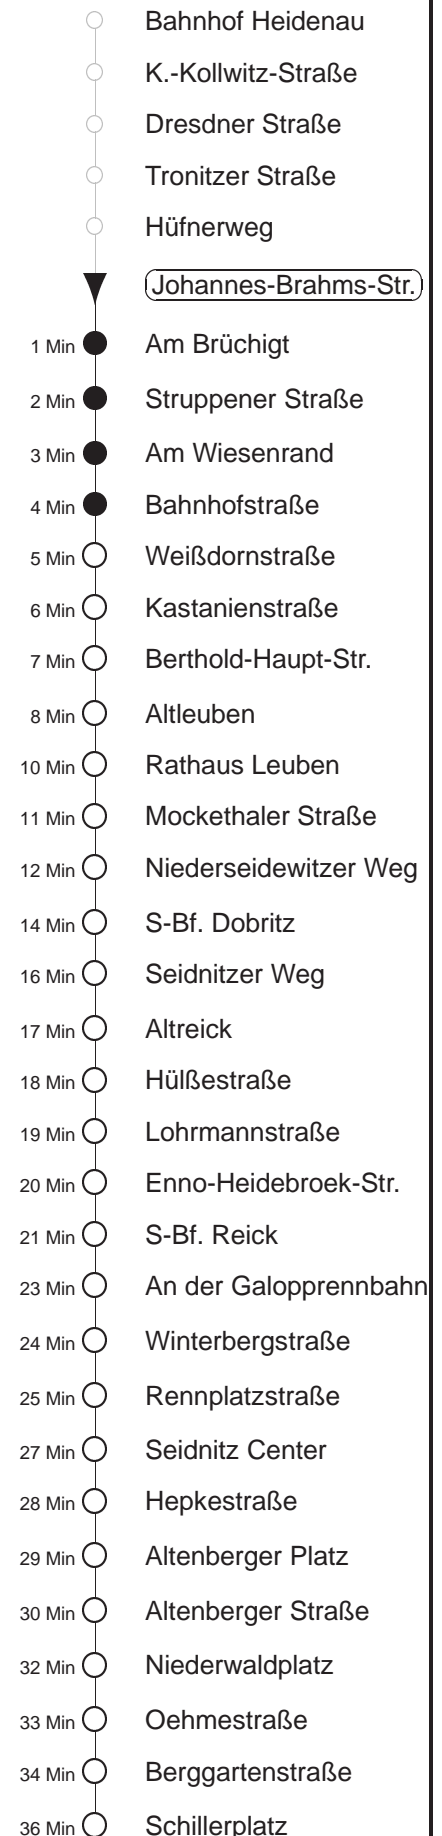 Bahnhof Heidenau
K.-Kollwitz-Straße
Dresdner Straße
Tronitzer Straße
Hüfnerweg
Johannes-Brahms-Str.
1 Min Am Brüchigt
2 Min Struppener Straße
3 Min Am Wiesenrand
4 Min Bahnhofstraße
5 Min Weißdornstraße
6 Min Kastanienstraße
7 Min Berthold-Haupt-Str.
8 Min Altleuben
10 Min Rathaus Leuben
11 Min Mockethaler Straße
12 Min Niederseidewitzer Weg
14 Min S-Bf. Dobritz
16 Min Seidnitzer Weg
17 Min Altreick
18 Min Hülßestraße
19 Min Lohrmannstraße
20 Min Enno-Heidebroek-Str.
21 Min S-Bf. Reick
23 Min An der Galopprennbahn
24 Min Winterbergstraße
25 Min Rennplatzstraße
27 Min Seidnitz Center
28 Min Hepkestraße
29 Min Altenberger Platz
30 Min Altenberger Straße
32 Min Niederwaldplatz
33 Min Oehmestraße
34 Min Berggartenstraße
36 Min Schillerplatz